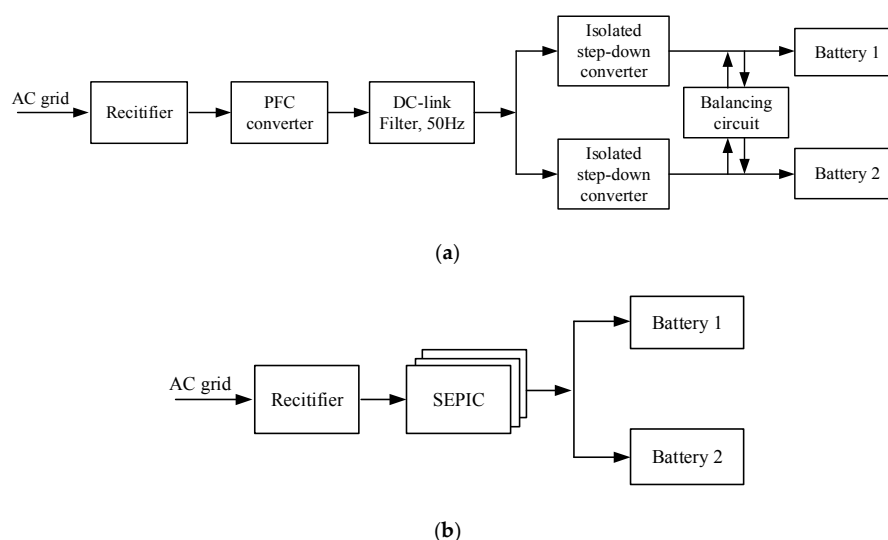 AC grid
Recitifier
PFC
converter
DC-link
Filter, 50Hz
Isolated
step-down
converter
Balancing
circuit
Battery 1
Isolated
step-down
converter
Battery 2
(a)
AC grid
Recitifier
SEPIC
Battery 1
Battery 2
(b)